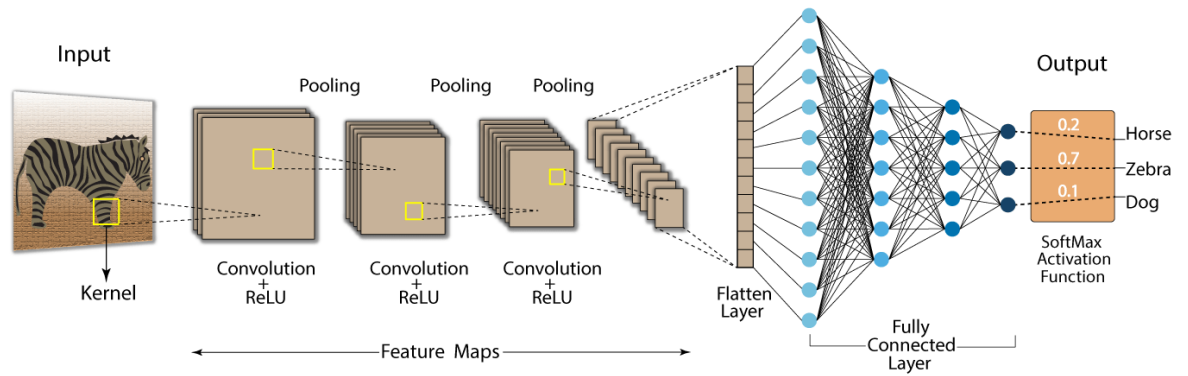 Input
Kernel
Pooling
Pooling
Pooling
Convolution
+
ReLU
Convolution
+
ReLU
Convolution
+
ReLU
Feature Maps
Flatten
Layer
Fully
Connected
Layer
Output
0.2
0.7
0.1
Horse
Zebra
Dog
SoftMax
Activation
Function